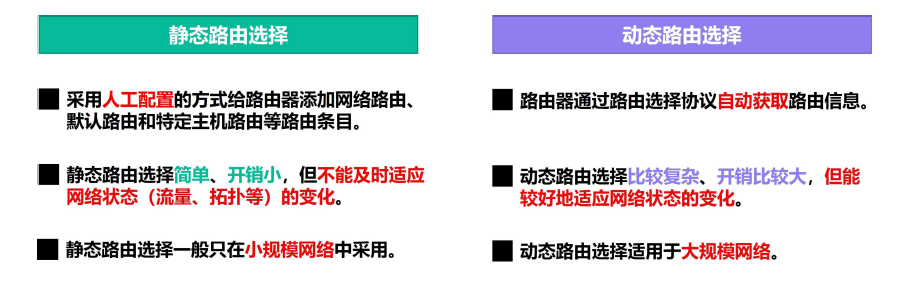 静态路由选择
采用人工配置的方式给路由器添加网络路由、
默认路由和特定主机路由等路由条目。
静态路由选择简单、开销小，但不能及时适应
网络状态（流量、拓扑等）的变化。
静态路由选择一般只在小规模网络中采用。
动态路由选择
路由器通过路由选择协议自动获取路由信息。
动态路由选择比较复杂、开销比较大，但能
较好地适应网络状态的变化。
动态路由选择适用于大规模网络。